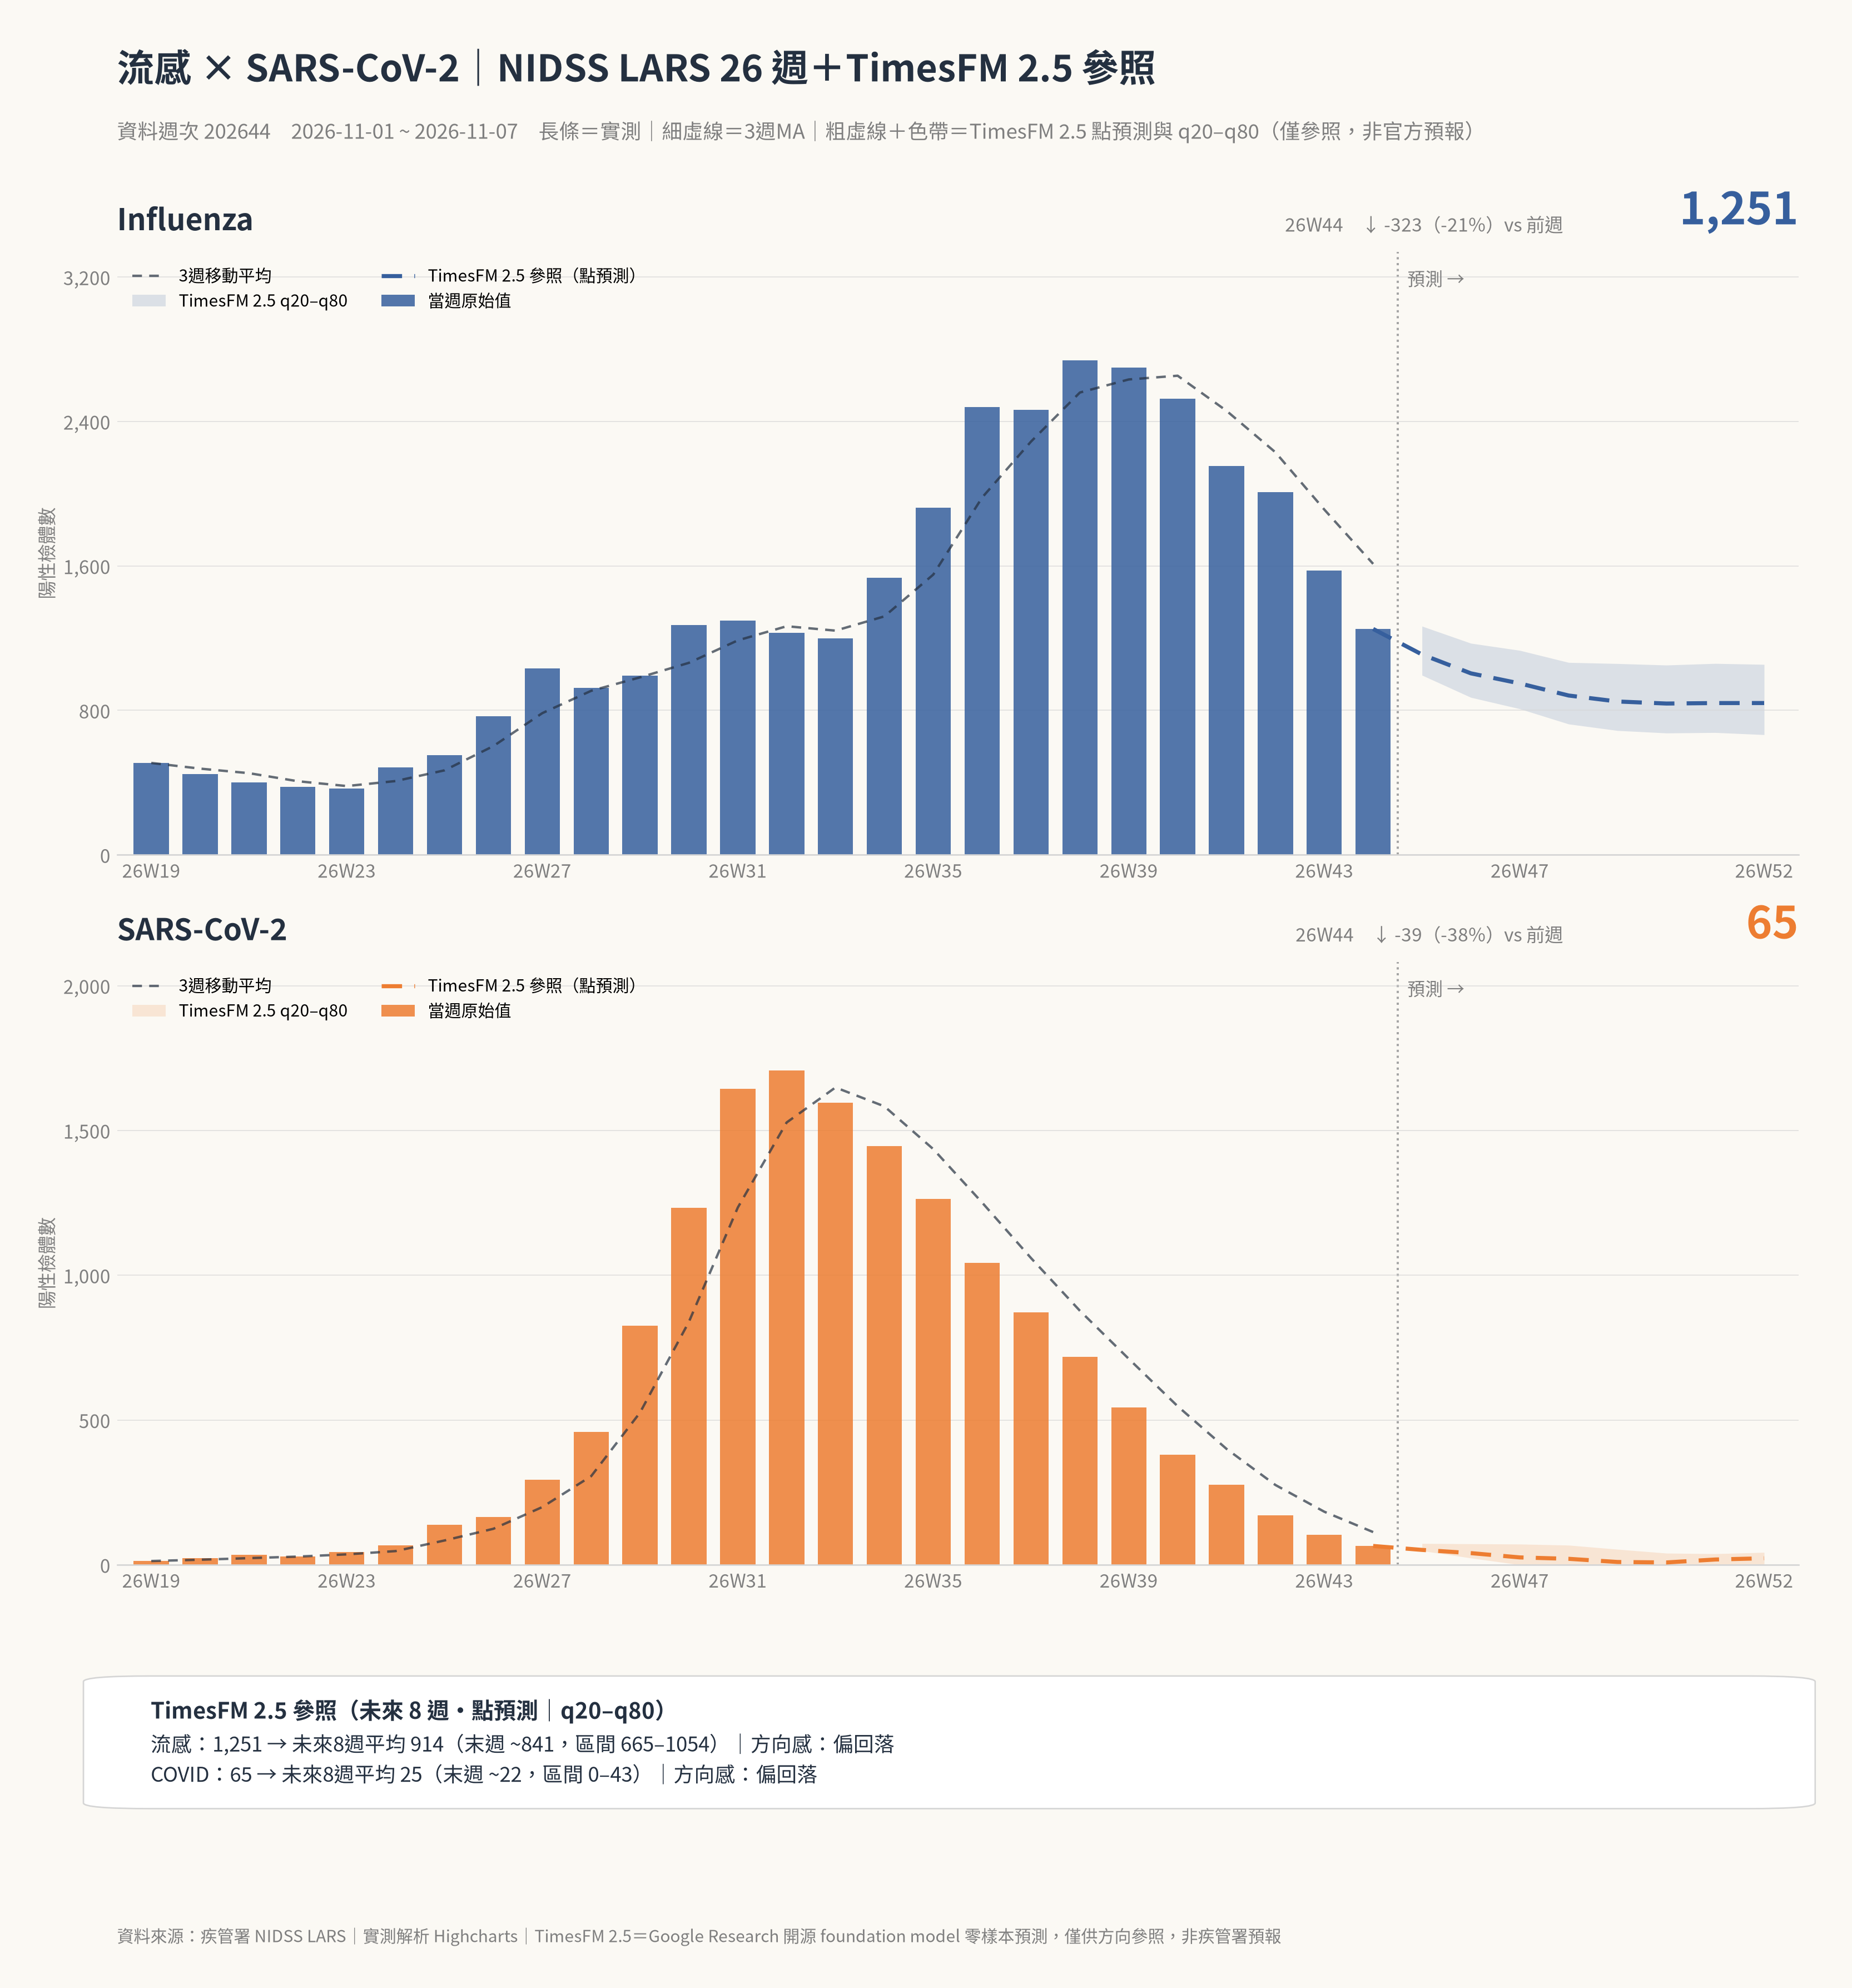 流感 × SARS-CoV-2｜NIDSS LARS 26 週＋TimesFM 2.5 參照
資料週次 202644　2026-11-01 ~ 2026-11-07　長條＝實測｜細虛線＝3週MA｜粗虛線＋色帶＝TimesFM 2.5 點預測與 q20–q80（僅參照，非官方預報）
Influenza
26W44　↓ -323（-21%）vs 前週
1,251
3週移動平均
TimesFM 2.5 參照（點預測）
TimesFM 2.5 q20–q80
當週原始值
預測 →
陽性檢體數
3,200
2,400
1,600
800
0
26W19 26W23 26W27 26W31 26W35 26W39 26W43 26W47 26W52
SARS-CoV-2
26W44　↓ -39（-38%）vs 前週
65
3週移動平均
TimesFM 2.5 參照（點預測）
TimesFM 2.5 q20–q80
當週原始值
預測 →
陽性檢體數
2,000
1,500
1,000
500
0
26W19 26W23 26W27 26W31 26W35 26W39 26W43 26W47 26W52
TimesFM 2.5 參照（未來 8 週・點預測｜q20–q80）
流感：1,251 → 未來8週平均 914（末週 ~841，區間 665–1054）｜方向感：偏回落
COVID：65 → 未來8週平均 25（末週 ~22，區間 0–43）｜方向感：偏回落
資料來源：疾管署 NIDSS LARS｜實測解析 Highcharts｜TimesFM 2.5＝Google Research 開源 foundation model 零樣本預測，僅供方向參照，非疾管署預報